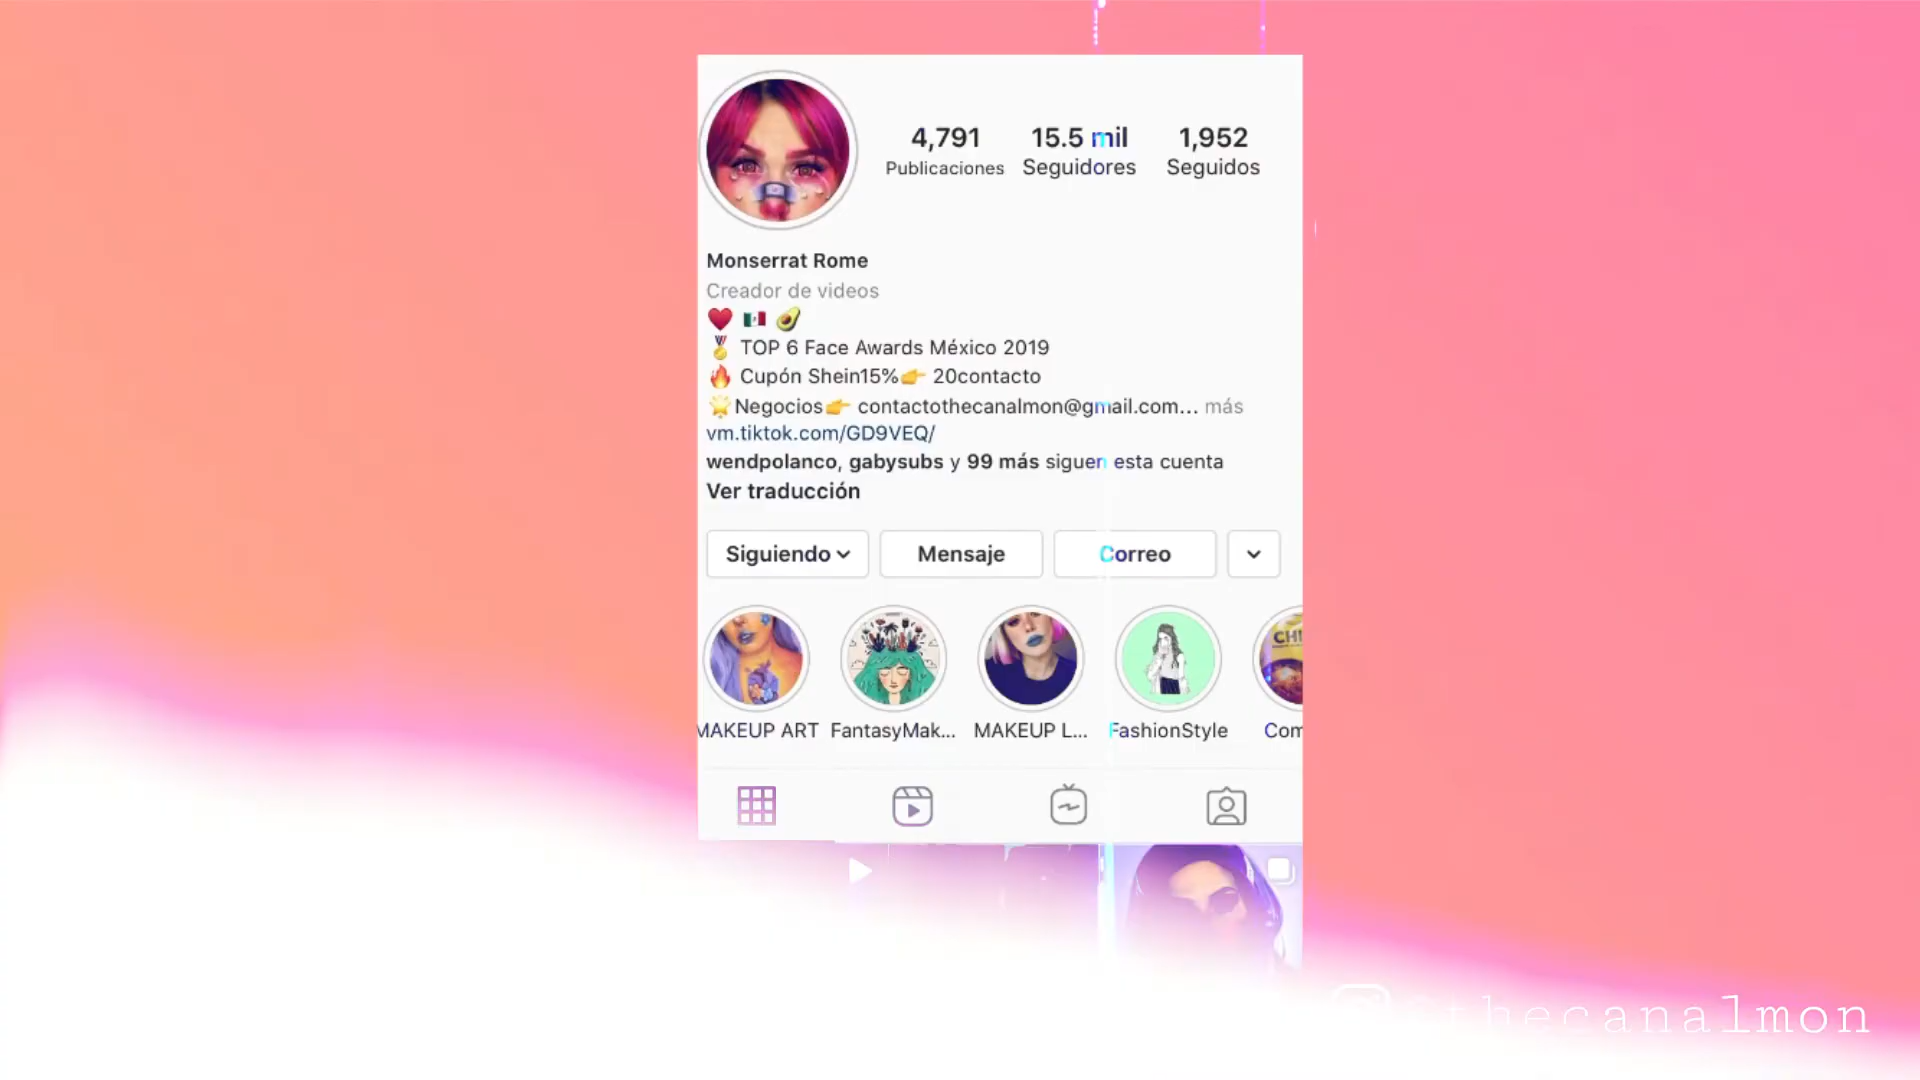 4,791 15.5 mil 1,952
Publicaciones Seguidores Seguidos
Monserrat Rome
Creador de videos
TOP 6 Face Awards México 2019
Cupón Shein15% 20contacto
Negocios contactothecanalmon@gmail.com... más
vm.tiktok.com/GD9VEQ/
wendpolanco, gabysubs y 99 más siguen esta cuenta
Ver traducción
Siguiendo Mensaje Correo
MAKEUP ART FantasyMak... MAKEUP L... FashionStyle Com
@thecanalmon